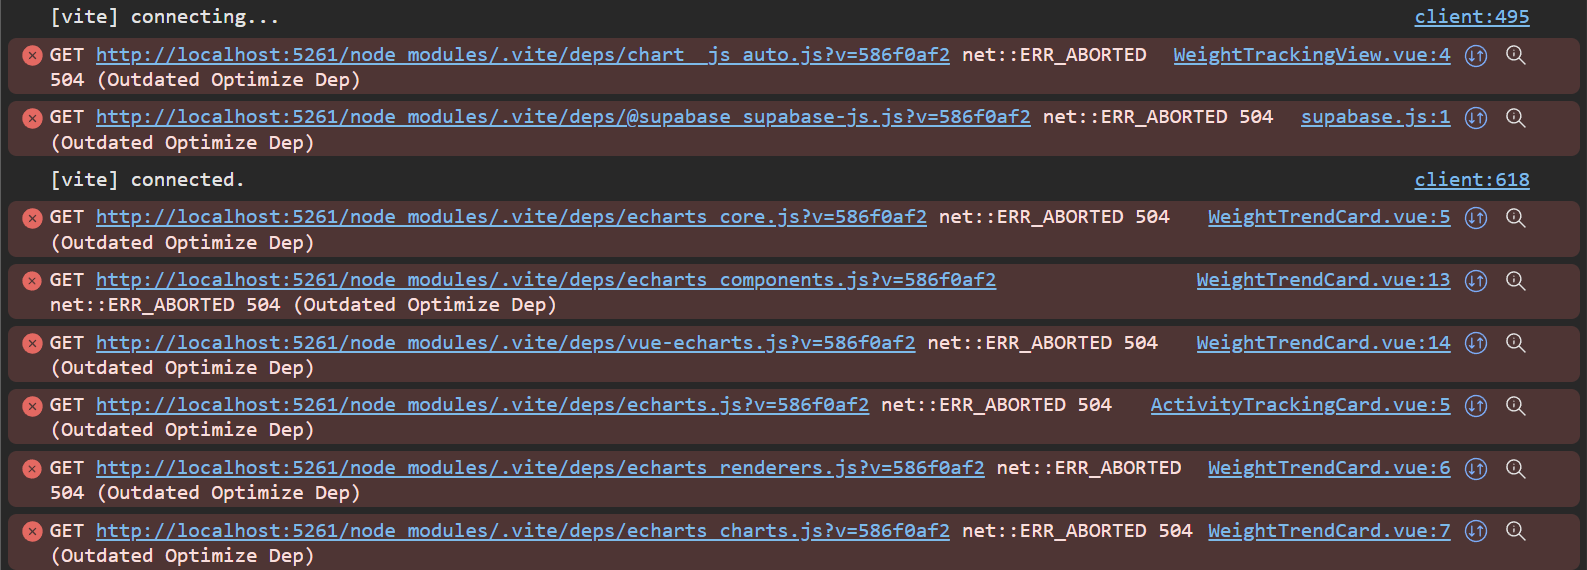 [vite] connecting... client:495
GET http://localhost:5261/node_modules/.vite/deps/chart__js_auto.js?v=586f0af2 net::ERR_ABORTED WeightTrackingView.vue:4
504 (Outdated Optimize Dep)
GET http://localhost:5261/node_modules/.vite/deps/@supabase_supabase-js.js?v=586f0af2 net::ERR_ABORTED 504 supabase.js:1
(Outdated Optimize Dep)
[vite] connected. client:618
GET http://localhost:5261/node_modules/.vite/deps/echarts_core.js?v=586f0af2 net::ERR_ABORTED 504 WeightTrendCard.vue:5
(Outdated Optimize Dep)
GET http://localhost:5261/node_modules/.vite/deps/echarts_components.js?v=586f0af2 WeightTrendCard.vue:13
net::ERR_ABORTED 504 (Outdated Optimize Dep)
GET http://localhost:5261/node_modules/.vite/deps/vue-echarts.js?v=586f0af2 net::ERR_ABORTED 504 WeightTrendCard.vue:14
(Outdated Optimize Dep)
GET http://localhost:5261/node_modules/.vite/deps/echarts.js?v=586f0af2 net::ERR_ABORTED 504 ActivityTrackingCard.vue:5
(Outdated Optimize Dep)
GET http://localhost:5261/node_modules/.vite/deps/echarts_renderers.js?v=586f0af2 net::ERR_ABORTED WeightTrendCard.vue:6
504 (Outdated Optimize Dep)
GET http://localhost:5261/node_modules/.vite/deps/echarts_charts.js?v=586f0af2 net::ERR_ABORTED 504 WeightTrendCard.vue:7
(Outdated Optimize Dep)